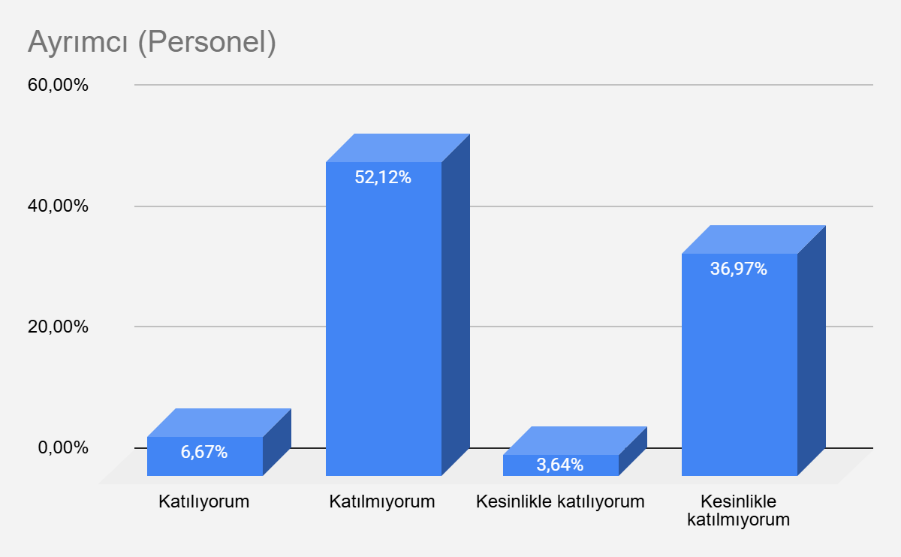 Ayrımcı (Personel)
60,00%
40,00%
20,00%
0,00%
52,12%
36,97%
6,67%
3,64%
Katılıyorum
Katılmıyorum
Kesinlikle katılıyorum
Kesinlikle
katılmıyorum